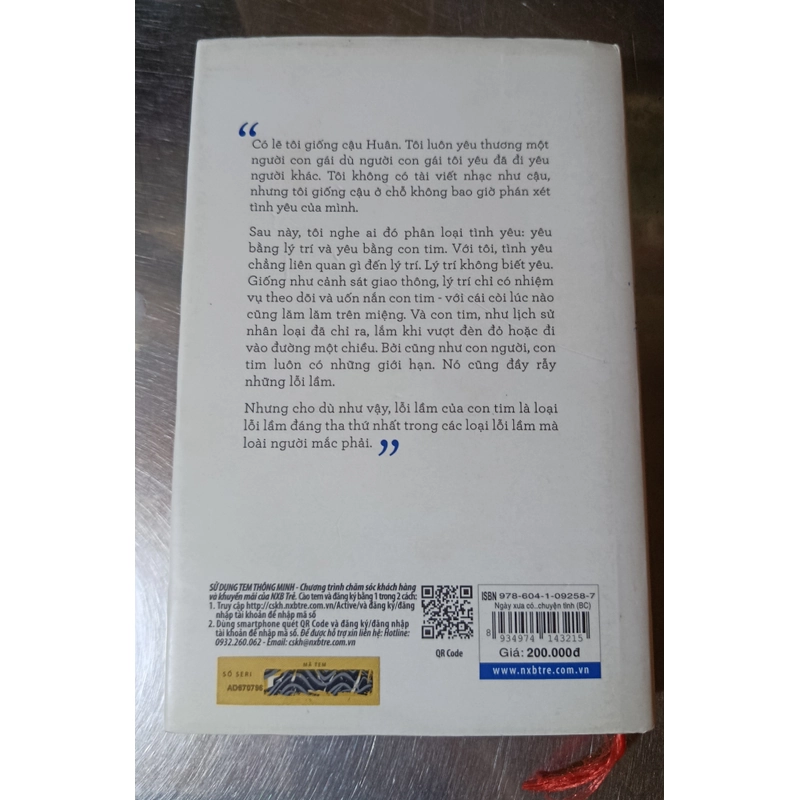 “
Có lẽ tôi giống cậu Huân. Tôi luôn yêu thương một
người con gái dù người con gái tôi yêu đã đi yêu
người khác. Tôi không có tài viết nhạc như cậu,
nhưng tôi giống cậu ở chỗ không bao giờ phán xét
tình yêu của mình.
Sau này, tôi nghe ai đó phân loại tình yêu: yêu
bằng lý trí và yêu bằng con tim. Với tôi, tình yêu
chẳng liên quan gì đến lý trí. Lý trí không biết yêu.
Giống như cảnh sát giao thông, lý trí chỉ có nhiệm
vụ theo dõi và uốn nắn con tim - với cái còi lúc nào
cũng lăm lăm trên miệng. Và con tim, như lịch sử
nhân loại đã chỉ ra, lắm khi vượt đèn đỏ hoặc đi
vào đường một chiều. Bởi cũng như con người, con
tim luôn có những giới hạn. Nó cũng đầy rẫy
những lỗi lầm.
Nhưng cho dù như vậy, lỗi lầm của con tim là loại
lỗi lầm đáng tha thứ nhất trong các loại lỗi lầm mà
loài người mắc phải. ”
SỬ DỤNG TEM THÔNG MINH - Chương trình chăm sóc khách hàng
và khuyến mãi của NXB Trẻ. Cào tem và đăng ký bằng 1 trong 2 cách:
1. Truy cập http://cskh.nxbtre.com.vn/Active/và đăng ký/đăng
nhập tài khoản để nhập mã số
2. Dùng smartphone quét QR Code và đăng ký/đăng nhập
tài khoản để nhập mã số. Để được hỗ trợ xin liên hệ: Hotline:
0932.260.062 - Email: cskh@nxbtre.com.vn
QR Code
MÃ TEM
SỐ SERI
AD670796
ISBN 978-604-1-09258-7
Ngày xưa có..chuyện tình (BC)
8 934974 143215
Giá: 200.000đ
www.nxbtre.com.vn